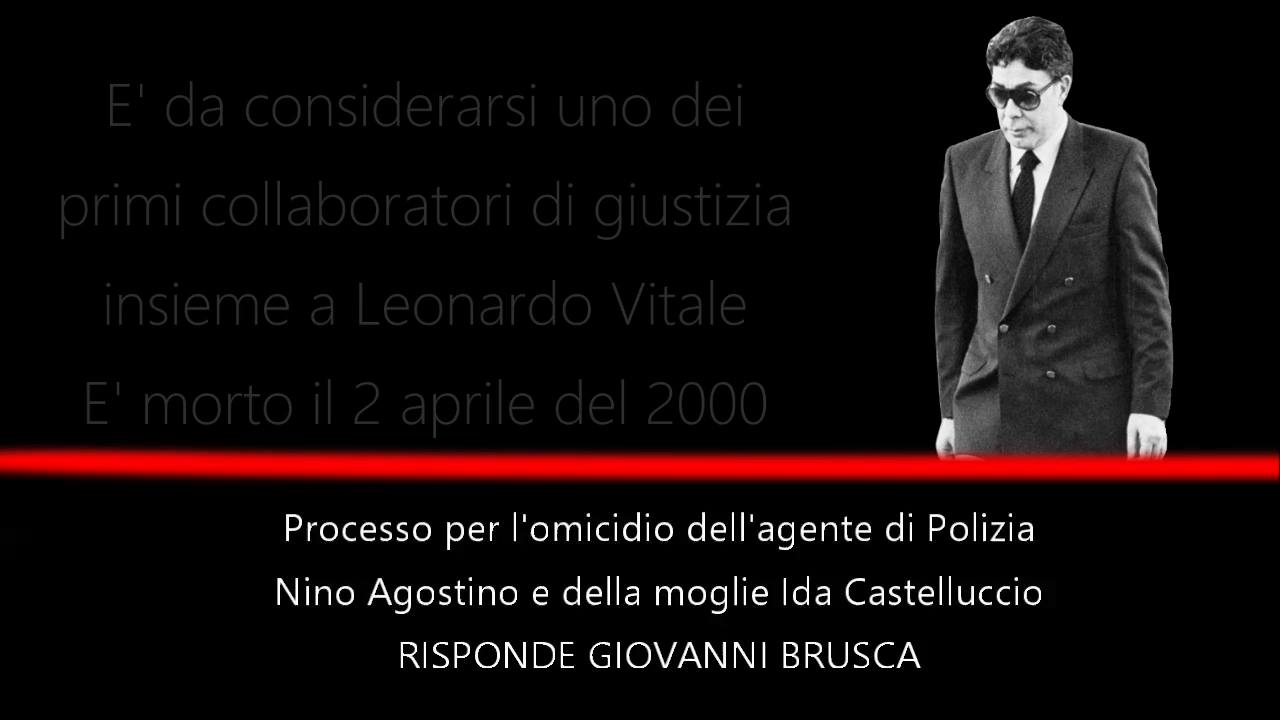 E' da considerarsi uno dei
primi collaboratori di giustizia
insieme a Leonardo Vitale
E' morto il 2 aprile del 2000
Processo per l'omicidio dell'agente di Polizia
Nino Agostino e della moglie Ida Castelluccio
RISPONDE GIOVANNI BRUSCA